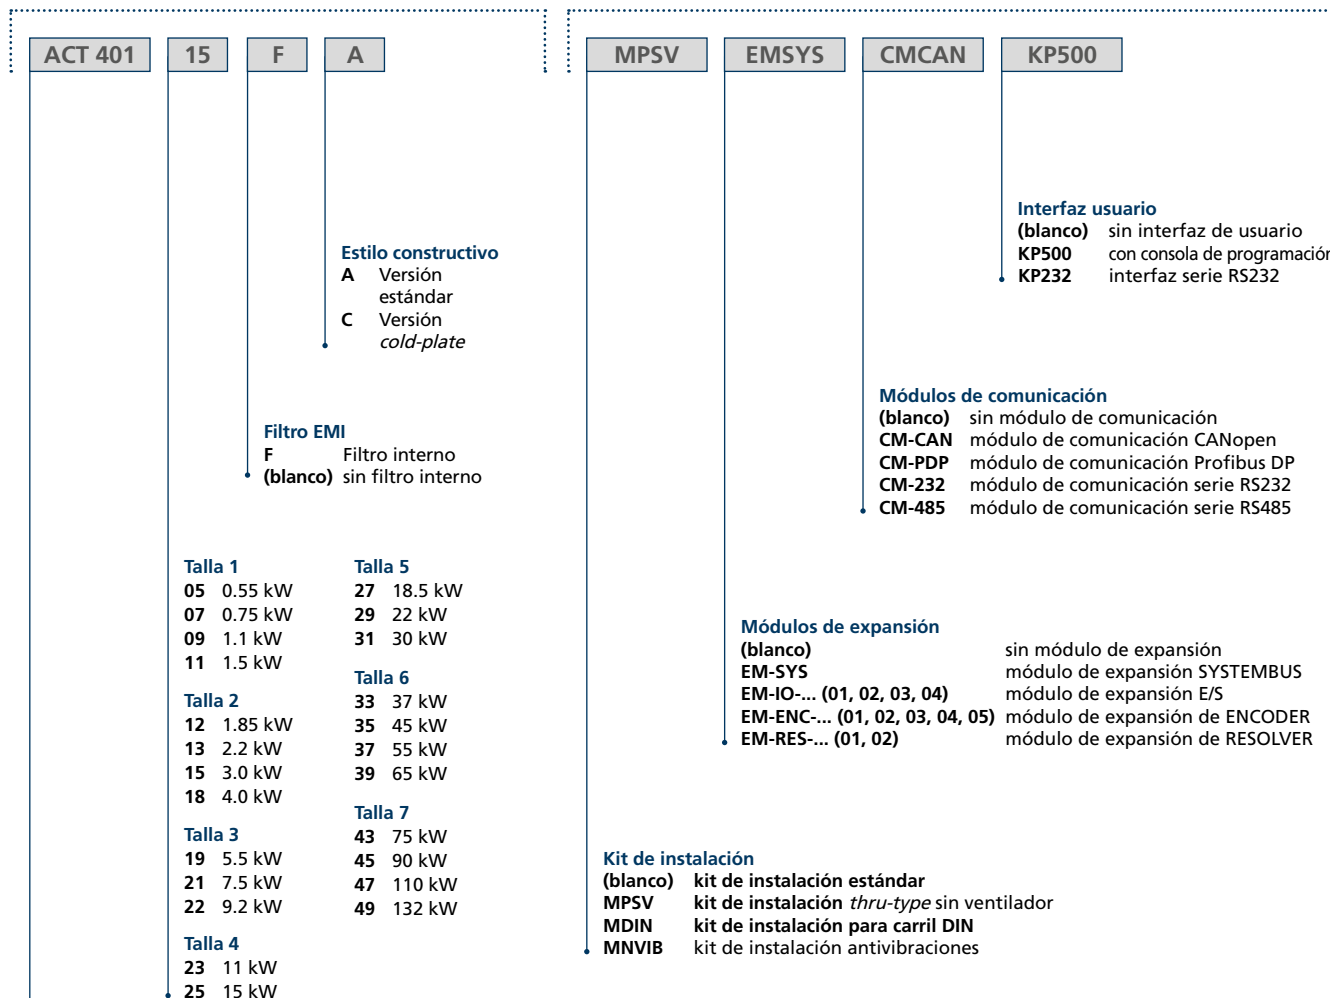 ACT 401 15 F A MPSV EMSYS CMCAN KP500
Interfaz usuario
(blanco) sin interfaz de usuario
KP500 con consola de programación
KP232 interfaz serie RS232
Estilo constructivo
A Versión
estándar
C Versión
cold-plate
Módulos de comunicación
(blanco) sin módulo de comunicación
CM-CAN módulo de comunicación CANopen
CM-PDP módulo de comunicación Profibus DP
CM-232 módulo de comunicación serie RS232
CM-485 módulo de comunicación serie RS485
Filtro EMI
F Filtro interno
(blanco) sin filtro interno
Talla 1
05 0.55 kW
07 0.75 kW
09 1.1 kW
11 1.5 kW
Talla 2
12 1.85 kW
13 2.2 kW
15 3.0 kW
18 4.0 kW
Talla 3
19 5.5 kW
21 7.5 kW
22 9.2 kW
Talla 4
23 11 kW
25 15 kW
Talla 5
27 18.5 kW
29 22 kW
31 30 kW
Talla 6
33 37 kW
35 45 kW
37 55 kW
39 65 kW
Talla 7
43 75 kW
45 90 kW
47 110 kW
49 132 kW
Módulos de expansión
(blanco) sin módulo de expansión
EM-SYS módulo de expansión SYSTEMBUS
EM-IO-... (01, 02, 03, 04) módulo de expansión E/S
EM-ENC-... (01, 02, 03, 04, 05) módulo de expansión de ENCODER
EM-RES-... (01, 02) módulo de expansión de RESOLVER
Kit de instalación
(blanco) kit de instalación estándar
MPSV kit de instalación thru-type sin ventilador
MDIN kit de instalación para carril DIN
MNVIB kit de instalación antivibraciones